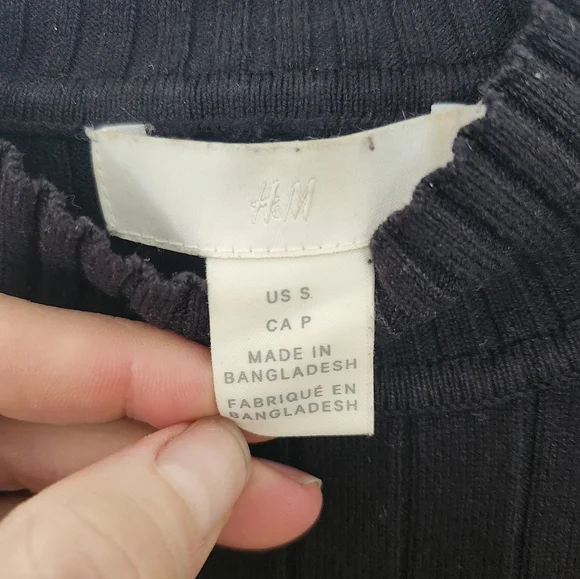 H&M
US S
CA P
MADE IN
BANGLADESH
FABRIQUÉ EN
BANGLADESH